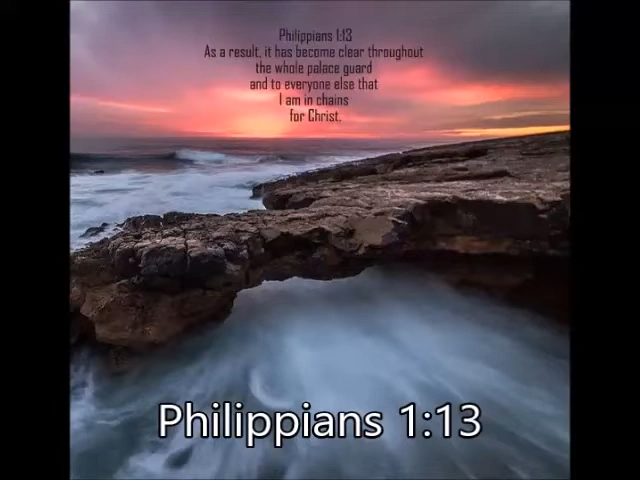 Philippians 1:13
As a result, it has become clear throughout
the whole palace guard
and to everyone else that
I am in chains
for Christ.
Philippians 1:13